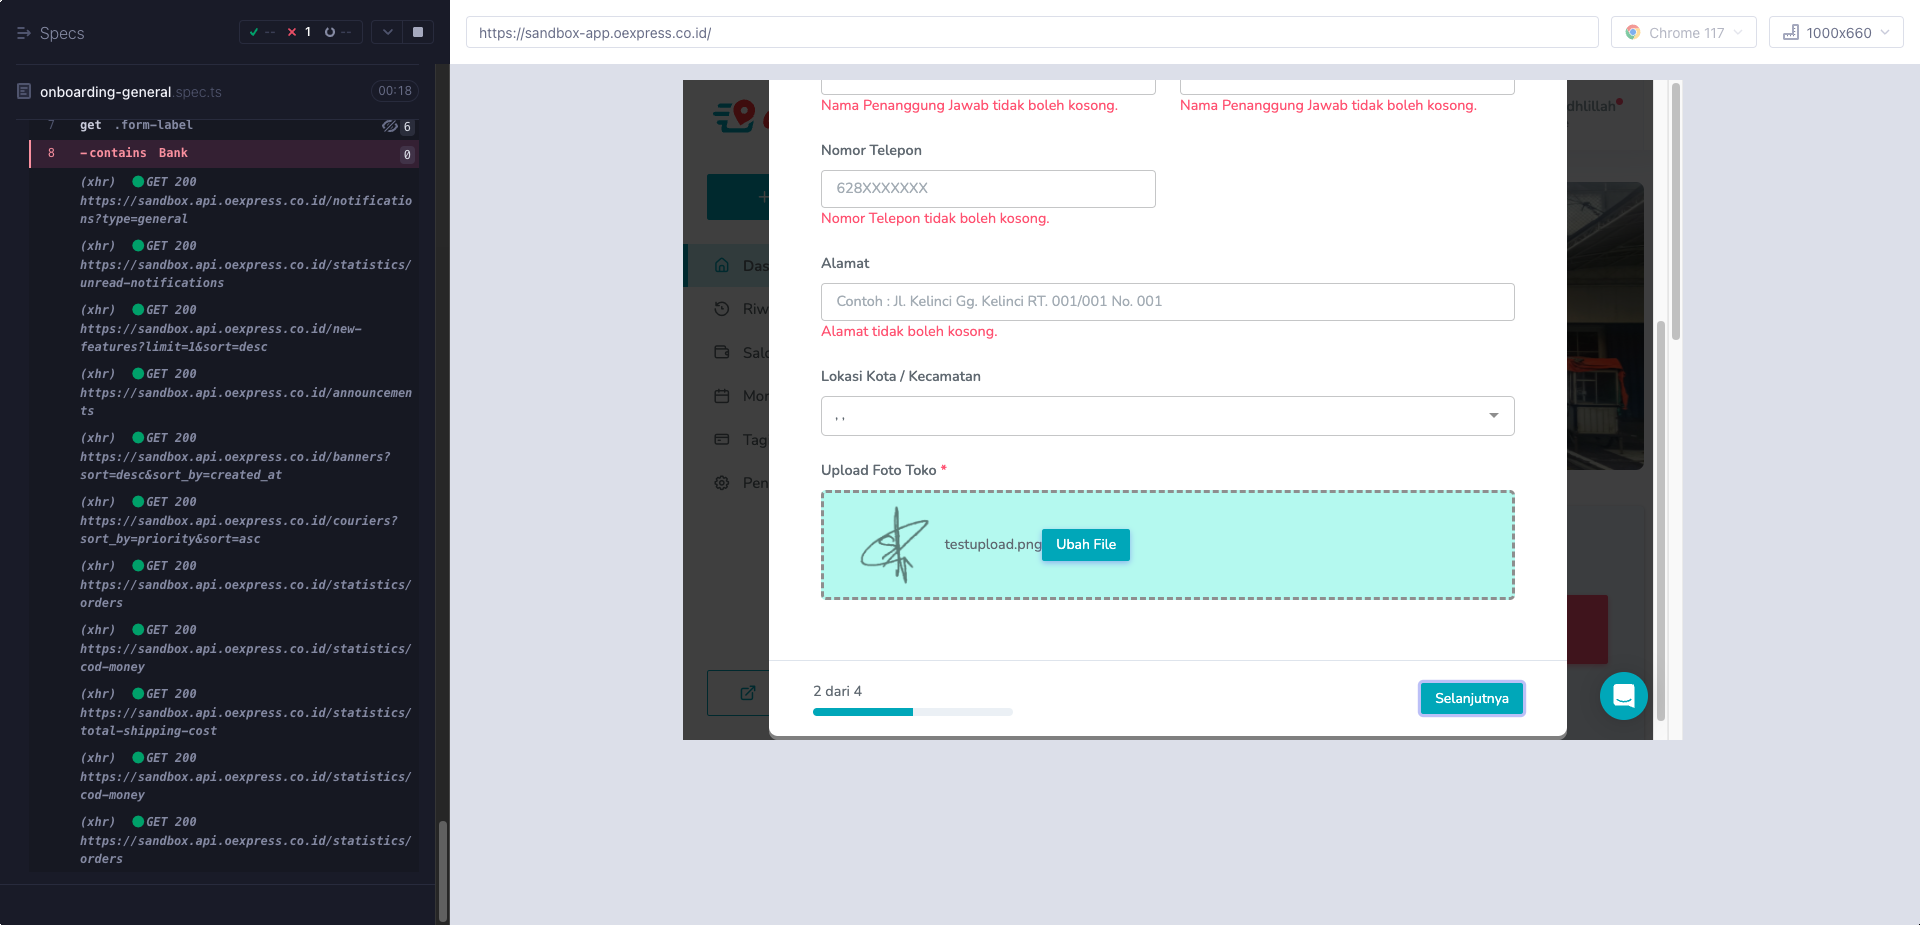 Specs
-- 1 --
onboarding-general.spec.ts
00:18
7 get .form-label 6
8 -contains Bank 0
(xhr) GET 200
https://sandbox.api.oexpress.co.id/notificatio
ns?type=general
(xhr) GET 200
https://sandbox.api.oexpress.co.id/statistics/
unread-notifications
(xhr) GET 200
https://sandbox.api.oexpress.co.id/new-
features?limit=1&sort=desc
(xhr) GET 200
https://sandbox.api.oexpress.co.id/announcemen
ts
(xhr) GET 200
https://sandbox.api.oexpress.co.id/banners?
sort=desc&sort_by=created_at
(xhr) GET 200
https://sandbox.api.oexpress.co.id/couriers?
sort_by=priority&sort=asc
(xhr) GET 200
https://sandbox.api.oexpress.co.id/statistics/
orders
(xhr) GET 200
https://sandbox.api.oexpress.co.id/statistics/
cod-money
(xhr) GET 200
https://sandbox.api.oexpress.co.id/statistics/
total-shipping-cost
(xhr) GET 200
https://sandbox.api.oexpress.co.id/statistics/
cod-money
(xhr) GET 200
https://sandbox.api.oexpress.co.id/statistics/
orders
https://sandbox-app.oexpress.co.id/
Chrome 117
1000x660
dhlillah
+
Das
Riw
Salo
Mon
Tag
Pen
Nama Penanggung Jawab tidak boleh kosong.
Nama Penanggung Jawab tidak boleh kosong.
Nomor Telepon
628XXXXXXX
Nomor Telepon tidak boleh kosong.
Alamat
Contoh : Jl. Kelinci Gg. Kelinci RT. 001/001 No. 001
Alamat tidak boleh kosong.
Lokasi Kota / Kecamatan
, ,
Upload Foto Toko *
testupload.png
Ubah File
2 dari 4
Selanjutnya